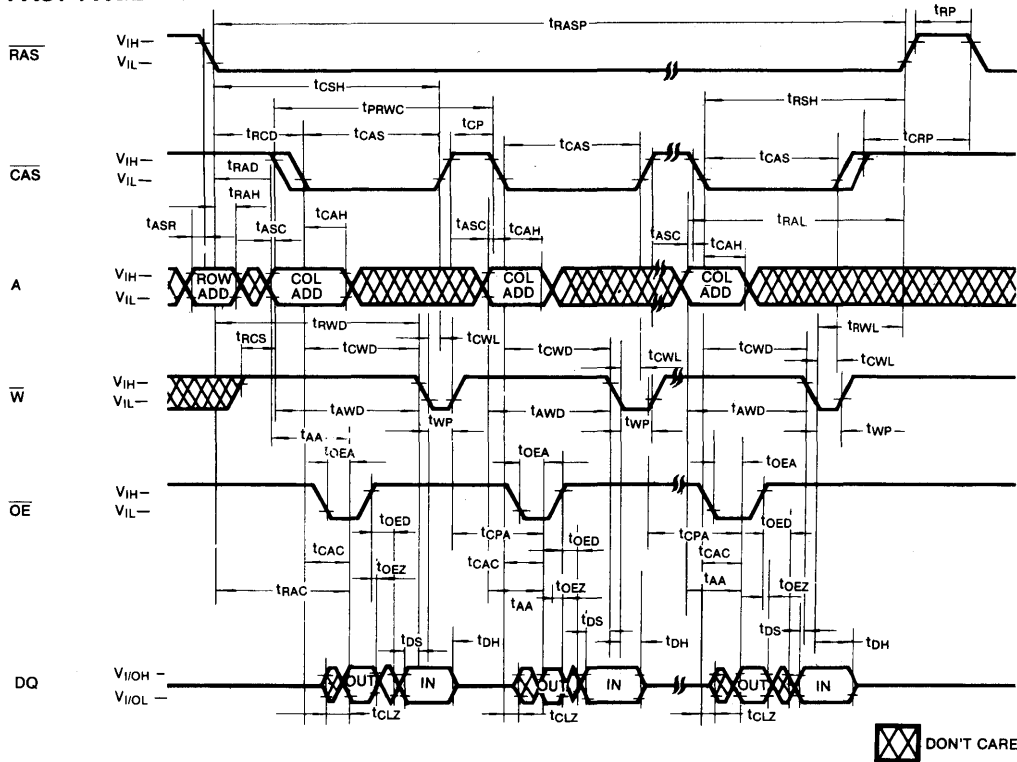 tRASP
tRP
RAS
VIH—
VIL—
tCSH
tPRWC
tRSH
tRCD
tCAS
tCP
tCAS
tCAS
tCRP
CAS
VIH—
VIL—
tRAD
tRAH
tRAL
tASR
tASC
tCAH
tASC
tCAH
tASC
tCAH
A
VIH—
VIL—
ROW ADD
COL ADD
COL ADD
COL ADD
tRWD
tRWL
tRCS
tCWD
tCWL
tCWD
tCWL
tCWD
tCWL
W
VIH—
VIL—
tAWD
tWP
tAWD
tWP
tAWD
tWP
tAA
tOEA
tOEA
tOEA
OE
VIH—
VIL—
tOED
tCPA
tOED
tCPA
tOED
tCAC
tOEZ
tCAC
tOEZ
tCAC
tOEZ
tRAC
tAA
tAA
tDS
tDH
tDS
tDH
tDS
tDH
DQ
VI/OH—
VI/OL—
OUT
IN
OUT
IN
OUT
IN
tCLZ
tCLZ
tCLZ
DON'T CARE